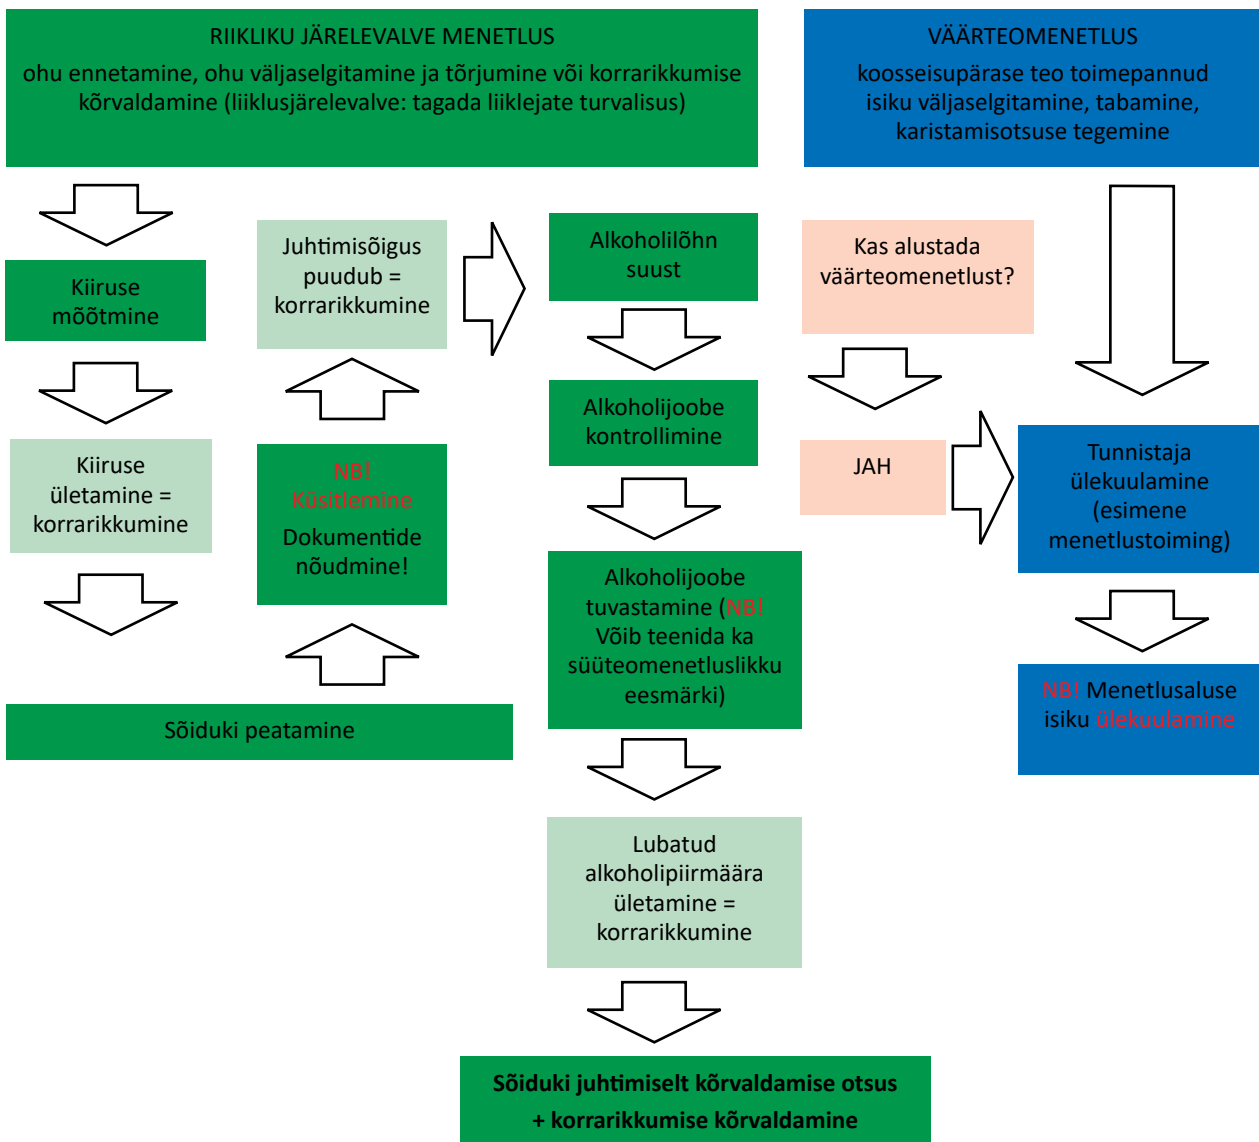 RIIKLIKU JÄRELEVALVE MENETLUS
ohu ennetamine, ohu väljaselgitamine ja tõrjumine või korrarikkumise
kõrvaldamine (liiklusjärelevalve: tagada liiklejate turvalisus)
VÄÄRTEOMENETLUS
koosseisupärase teo toimepannud
isiku väljaselgitamine, tabamine,
karistamisotsuse tegemine
Kiiruse
mõõtmine
Kiiruse
ületamine =
korrarikkumine
Sõiduki peatamine
NB!
Küsitlemine
Dokumentide
nõudmine!
Juhtimisõigus
puudub =
korrarikkumine
Alkoholilõhn
suust
Alkoholijoobe
kontrollimine
Alkoholijoobe
tuvastamine (NB!
Võib teenida ka
süüteomenetluslikku
eesmärki)
Lubatud
alkoholipiirmäära
ületamine =
korrarikkumine
Sõiduki juhtimiselt kõrvaldamise otsus
+ korrarikkumise kõrvaldamine
Kas alustada
väärteomenetlust?
JAH
Tunnistaja
ülekuulamine
(esimene
menetlustoiming)
NB! Menetlusaluse
isiku ülekuulamine